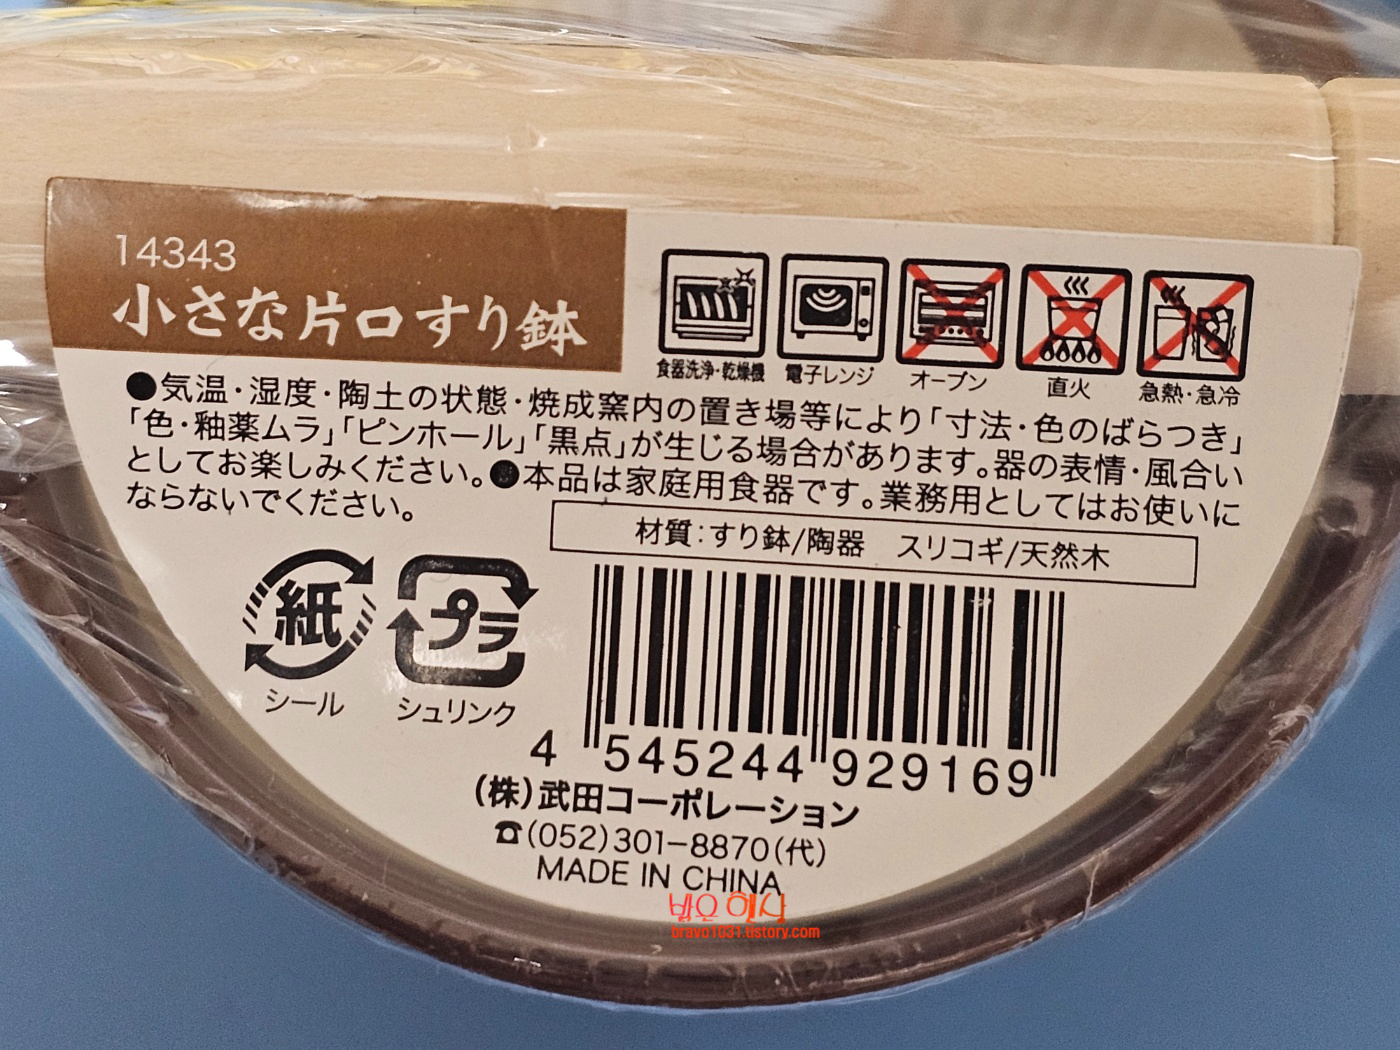 14343
小さな片口すり鉢
食器洗浄・乾燥機 電子レンジ オーブン 直火 急熱・急冷
●気温・湿度・陶土の状態・焼成窯内の置き場等により「寸法・色のばらつき」
「色・釉薬ムラ」「ピンホール」「黒点」が生じる場合があります。器の表情・風合い
としてお楽しみください。●本品は家庭用食器です。業務用としてはお使いに
ならないでください。
材質：すり鉢/陶器　スリコギ/天然木
紙 プラ
シール シュリンク
4 545244 929169
(株)武田コーポレーション
☎(052)301-8870(代)
MADE IN CHINA
bravo1031.tistory.com